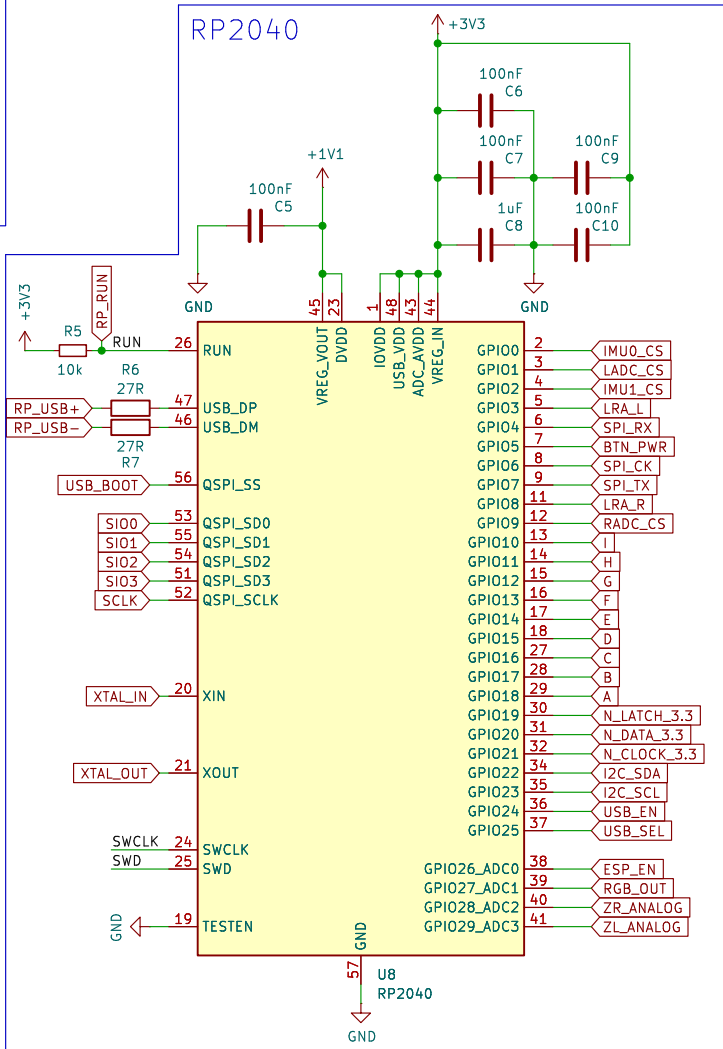 RP2040
+3V3
100nF
C6
100nF
C7
100nF
C9
1uF
C8
100nF
C10
GND
+1V1
100nF
C5
GND
+3V3
RP_RUN
R5
10k
RUN
26 RUN
R6
27R
RP_USB+ 47 USB_DP
RP_USB- 46 USB_DM
27R
R7
USB_BOOT 56 QSPI_SS
SIO0 53 QSPI_SD0
SIO1 55 QSPI_SD1
SIO2 54 QSPI_SD2
SIO3 51 QSPI_SD3
SCLK 52 QSPI_SCLK
XTAL_IN 20 XIN
XTAL_OUT 21 XOUT
SWCLK 24 SWCLK
SWD 25 SWD
GND 19 TESTEN
45 VREG_VOUT
23 DVDD
1 IOVDD
48 USB_VDD
43 ADC_AVDD
44 VREG_IN
GPIO0 2 IMU0_CS
GPIO1 3 LADC_CS
GPIO2 4 IMU1_CS
GPIO3 5 LRA_L
GPIO4 6 SPI_RX
GPIO5 7 BTN_PWR
GPIO6 8 SPI_CK
GPIO7 9 SPI_TX
GPIO8 11 LRA_R
GPIO9 12 RADC_CS
GPIO10 13 I
GPIO11 14 H
GPIO12 15 G
GPIO13 16 F
GPIO14 17 E
GPIO15 18 D
GPIO16 27 C
GPIO17 28 B
GPIO18 29 A
GPIO19 30 N_LATCH_3.3
GPIO20 31 N_DATA_3.3
GPIO21 32 N_CLOCK_3.3
GPIO22 34 I2C_SDA
GPIO23 35 I2C_SCL
GPIO24 36 USB_EN
GPIO25 37 USB_SEL
GPIO26_ADC0 38 ESP_EN
GPIO27_ADC1 39 RGB_OUT
GPIO28_ADC2 40 ZR_ANALOG
GPIO29_ADC3 41 ZL_ANALOG
GND
57
U8
RP2040
GND